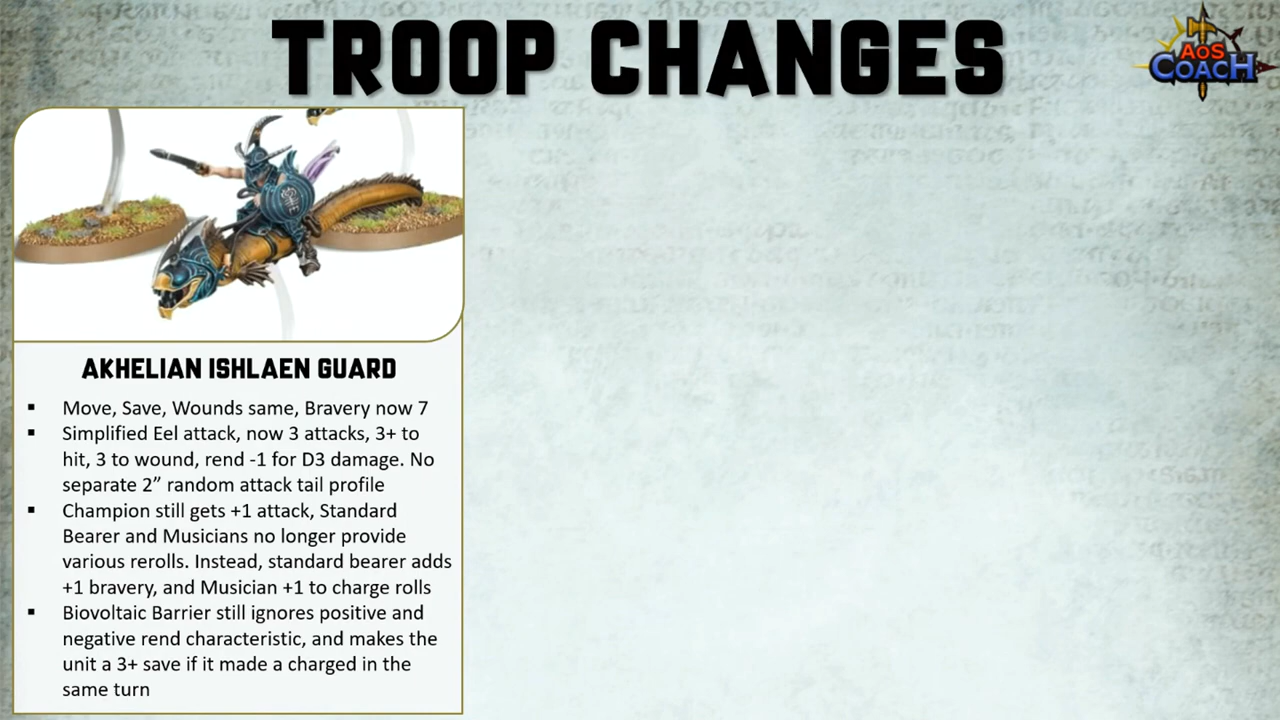 TROOP CHANGES
AoS
COACH
AKHELIAN ISHLAEN GUARD
▪ Move, Save, Wounds same, Bravery now 7
▪ Simplified Eel attack, now 3 attacks, 3+ to
hit, 3 to wound, rend -1 for D3 damage. No
separate 2” random attack tail profile
▪ Champion still gets +1 attack, Standard
Bearer and Musicians no longer provide
various rerolls. Instead, standard bearer adds
+1 bravery, and Musician +1 to charge rolls
▪ Biovoltaic Barrier still ignores positive and
negative rend characteristic, and makes the
unit a 3+ save if it made a charged in the
same turn